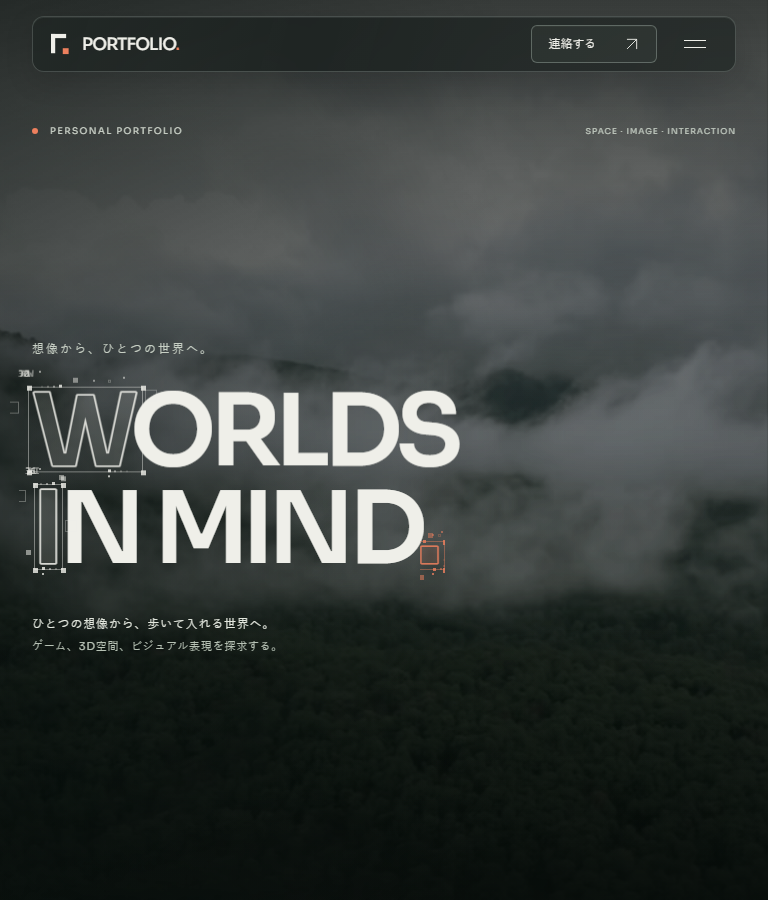 PORTFOLIO.
連絡する
PERSONAL PORTFOLIO
SPACE · IMAGE · INTERACTION
想像から、ひとつの世界へ。
WORLDS
IN MIND.
ひとつの想像から、歩いて入れる世界へ。
ゲーム、3D空間、ビジュアル表現を探求する。